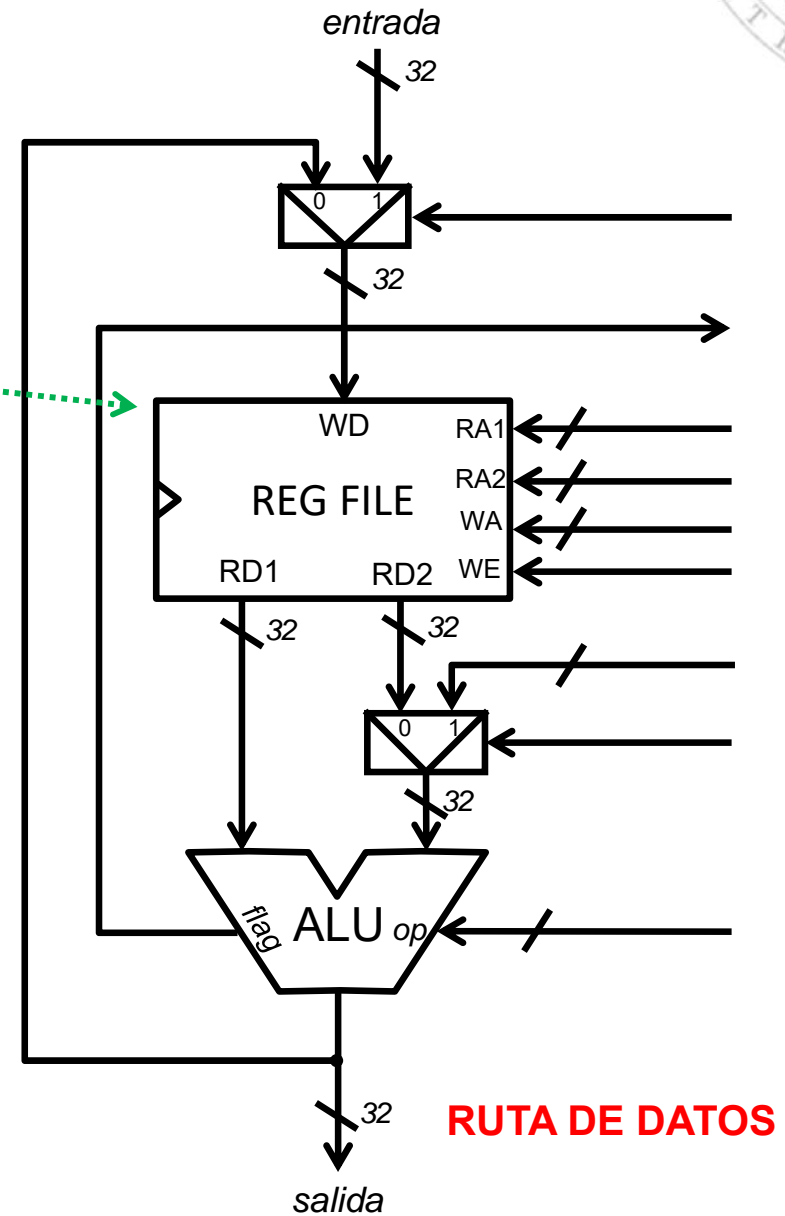 entrada
32
0 1
32
WD
RA1
RA2
REG FILE
WA
WE
RD1 RD2
32 32
0 1
32
flag ALU op
32
RUTA DE DATOS
salida